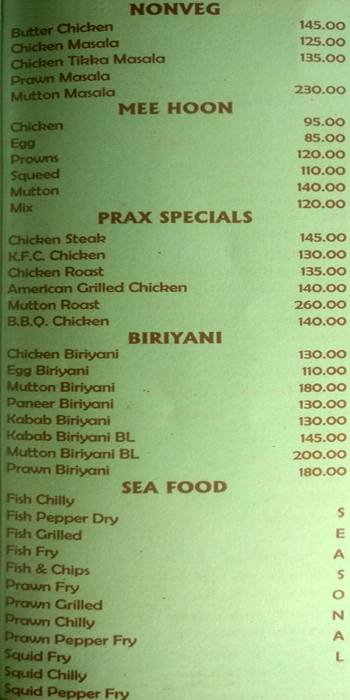 NONVEG
Butter Chicken 145.00
Chicken Masala 125.00
Chicken Tikka Masala 135.00
Prawn Masala
Mutton Masala 230.00
MEE HOON
Chicken 95.00
Egg 85.00
Prowns 120.00
Squeed 110.00
Mutton 140.00
Mix 120.00
PRAX SPECIALS
Chicken Steak 145.00
K.F.C. Chicken 130.00
Chicken Roast 135.00
American Grilled Chicken 140.00
Mutton Roast 260.00
B.B.Q. Chicken 140.00
BIRIYANI
Chicken Biriyani 130.00
Egg Biriyani 110.00
Mutton Biriyani 180.00
Paneer Biriyani 130.00
Kabab Biriyani 130.00
Kabab Biriyani BL 145.00
Mutton Biriyani BL 200.00
Prawn Biriyani 180.00
SEA FOOD
Fish Chilly
Fish Pepper Dry
Fish Grilled
Fish Fry
Fish & Chips
Prawn Fry
Prawn Grilled
Prawn Chilly
Prawn Pepper Fry
Squid Fry
Squid Chilly
Squid Pepper Fry
SEASONAL